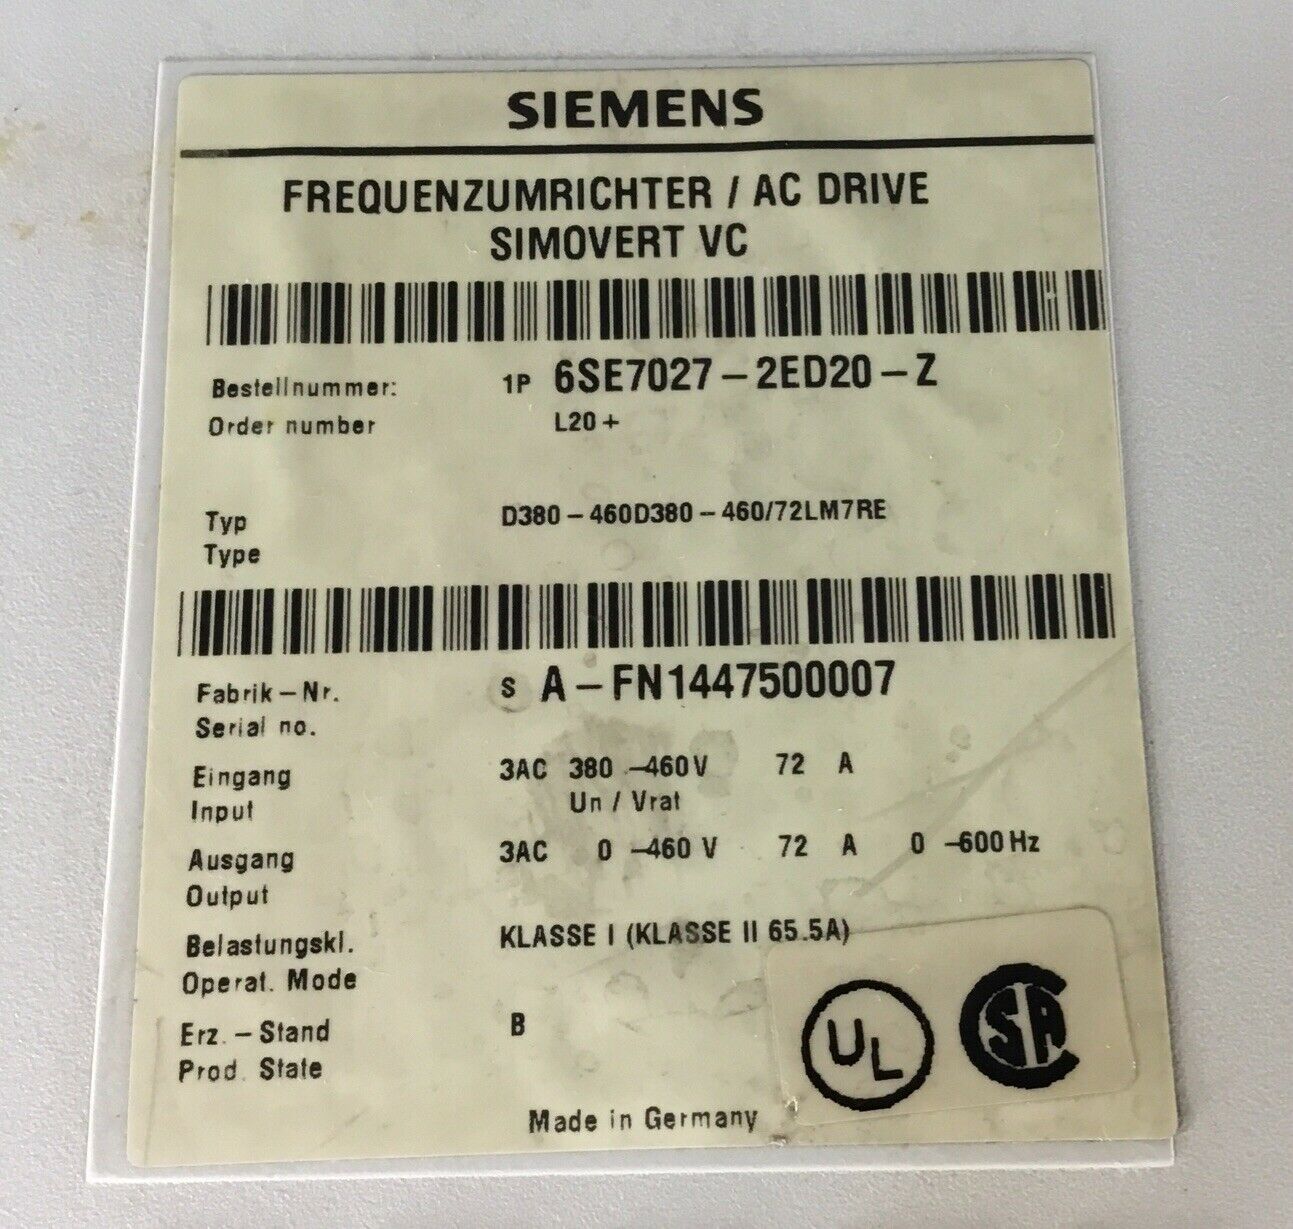 SIEMENS
FREQUENZUMRICHTER / AC DRIVE
SIMOVERT VC
Bestellnummer: 1P 6SE7027-2ED20-Z
Order number L20+
Typ D380-460D380-460/72LM7RE
Type
Fabrik-Nr. S A-FN1447500007
Serial no.
Eingang 3AC 380 -460V 72 A
Input Un / Vrat
Ausgang 3AC 0 -460 V 72 A 0 -600Hz
Output
Belastungskl. KLASSE I (KLASSE II 65.5A)
Operat. Mode
Erz.-Stand B
Prod. State
UL SA
Made in Germany